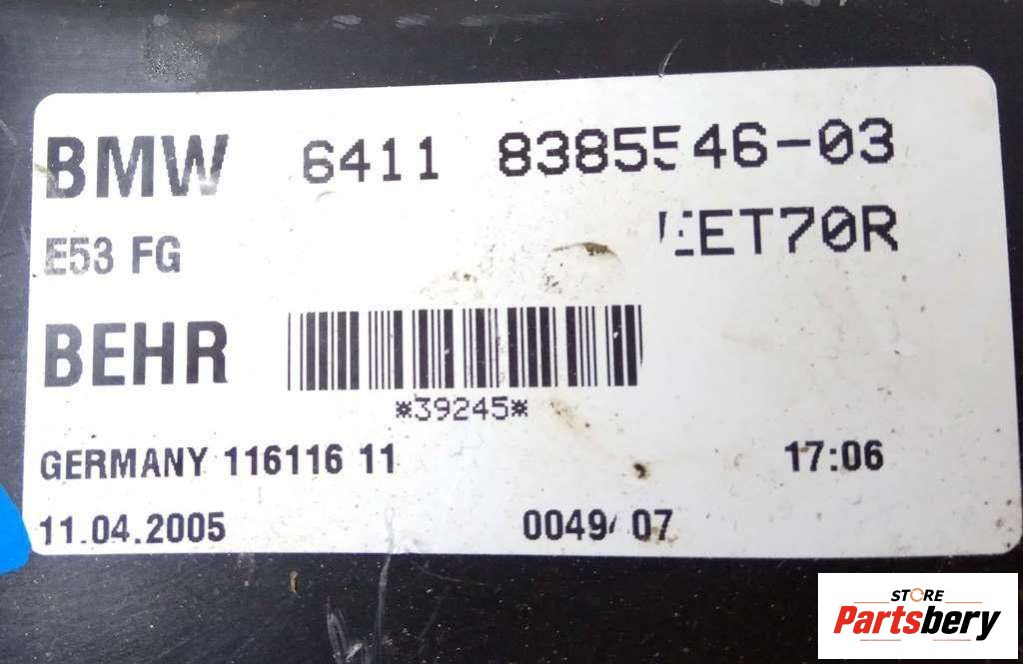 BMW 6411 8385546-03
E53 FG EET70R
BEHR
*39245*
GERMANY 116116 11 17:06
11.04.2005 0049/ 07
STORE
Partsbery